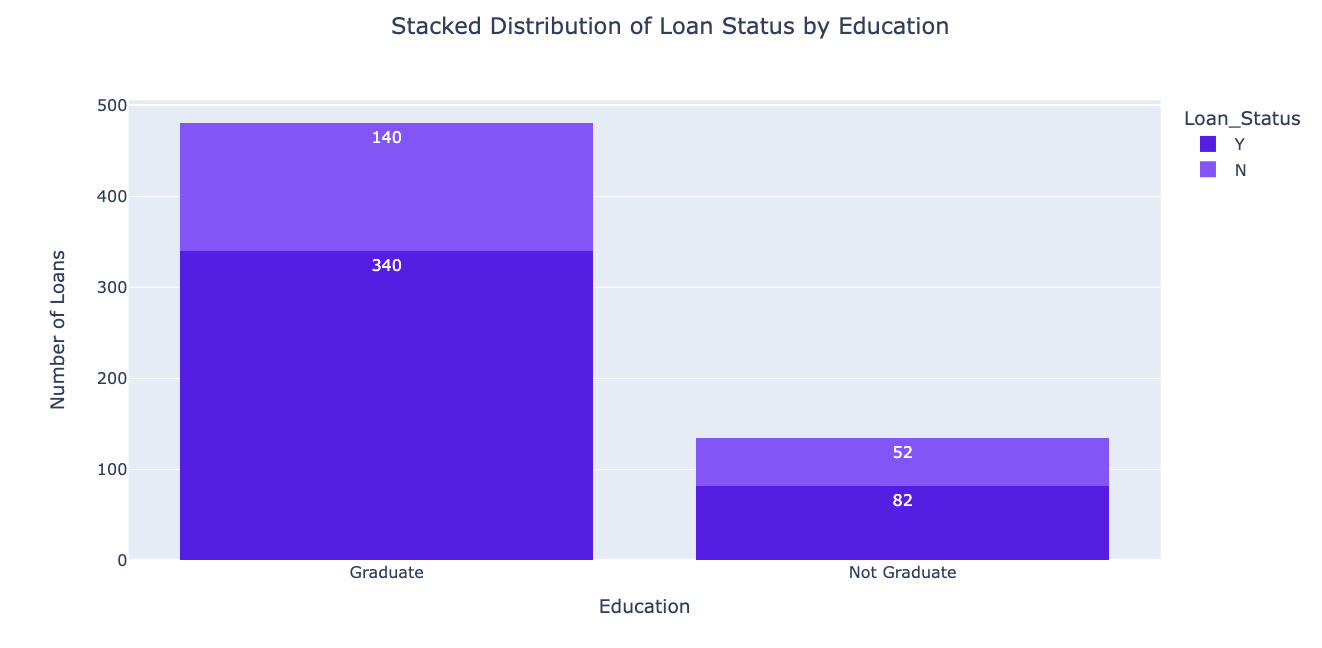 Stacked Distribution of Loan Status by Education
Number of Loans
500
400
300
200
100
0
140
340
52
82
Graduate
Not Graduate
Education
Loan_Status
Y
N